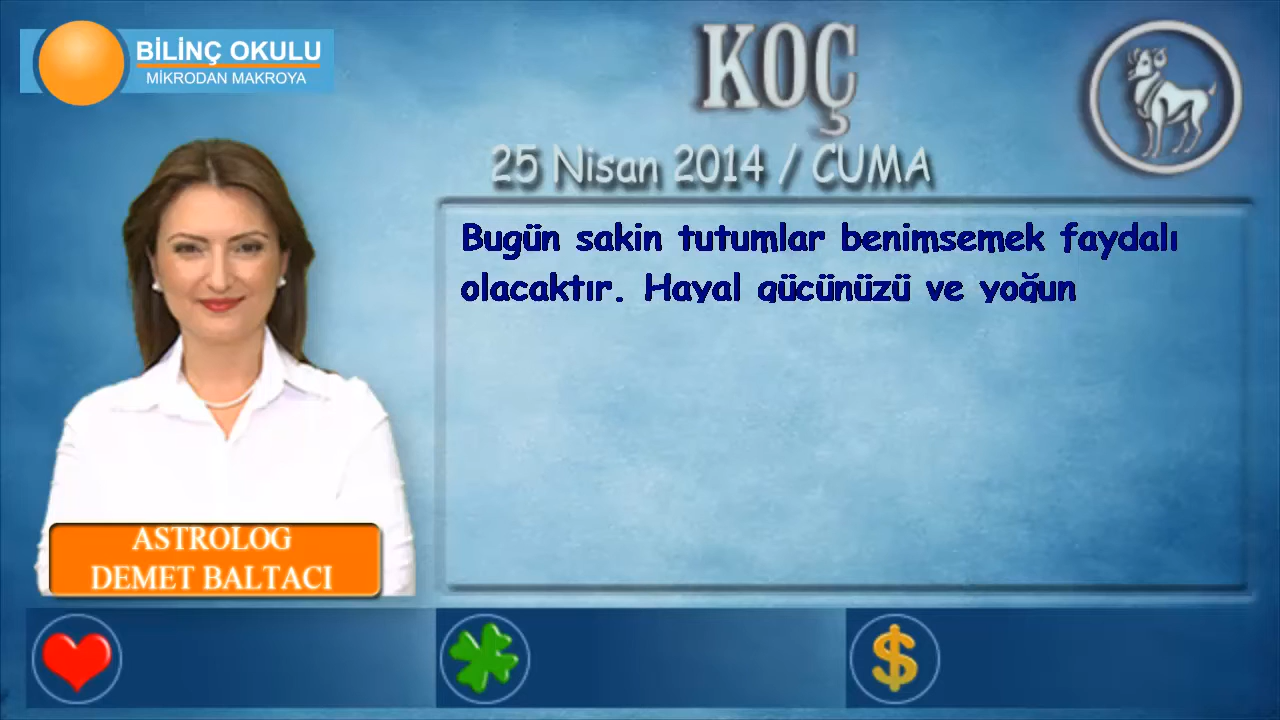 BİLİNÇ OKULU
MİKRODAN MAKROYA
KOÇ
25 Nisan 2014 / CUMA
Bugün sakin tutumlar benimsemek faydalı
olacaktır. Hayal gücünüzü ve yoğun
ASTROLOG
DEMET BALTACI